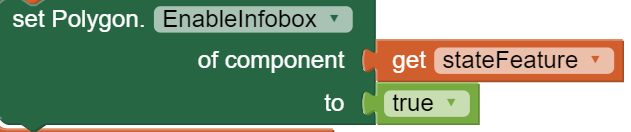 set Polygon. EnableInfobox
of component get stateFeature
to true